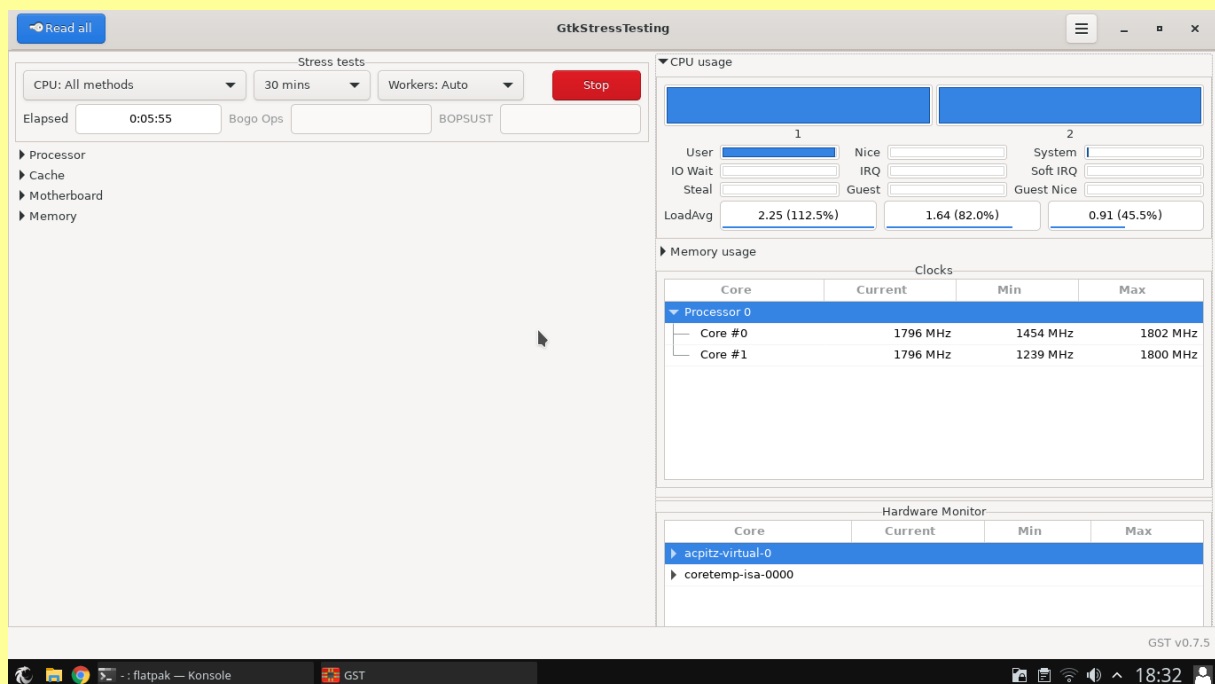 Read all
GtkStressTesting
Stress tests
CPU: All methods
30 mins
Workers: Auto
Stop
Elapsed
0:05:55
Bogo Ops
BOPSUST
Processor
Cache
Motherboard
Memory
CPU usage
1
2
User
Nice
System
IO Wait
IRQ
Soft IRQ
Steal
Guest
Guest Nice
LoadAvg
2.25 (112.5%)
1.64 (82.0%)
0.91 (45.5%)
Memory usage
Clocks
Core Current Min Max
Processor 0
Core #0 1796 MHz 1454 MHz 1802 MHz
Core #1 1796 MHz 1239 MHz 1800 MHz
Hardware Monitor
Core Current Min Max
acpitz-virtual-0
coretemp-isa-0000
GST v0.7.5
- : flatpak — Konsole
GST
18:32